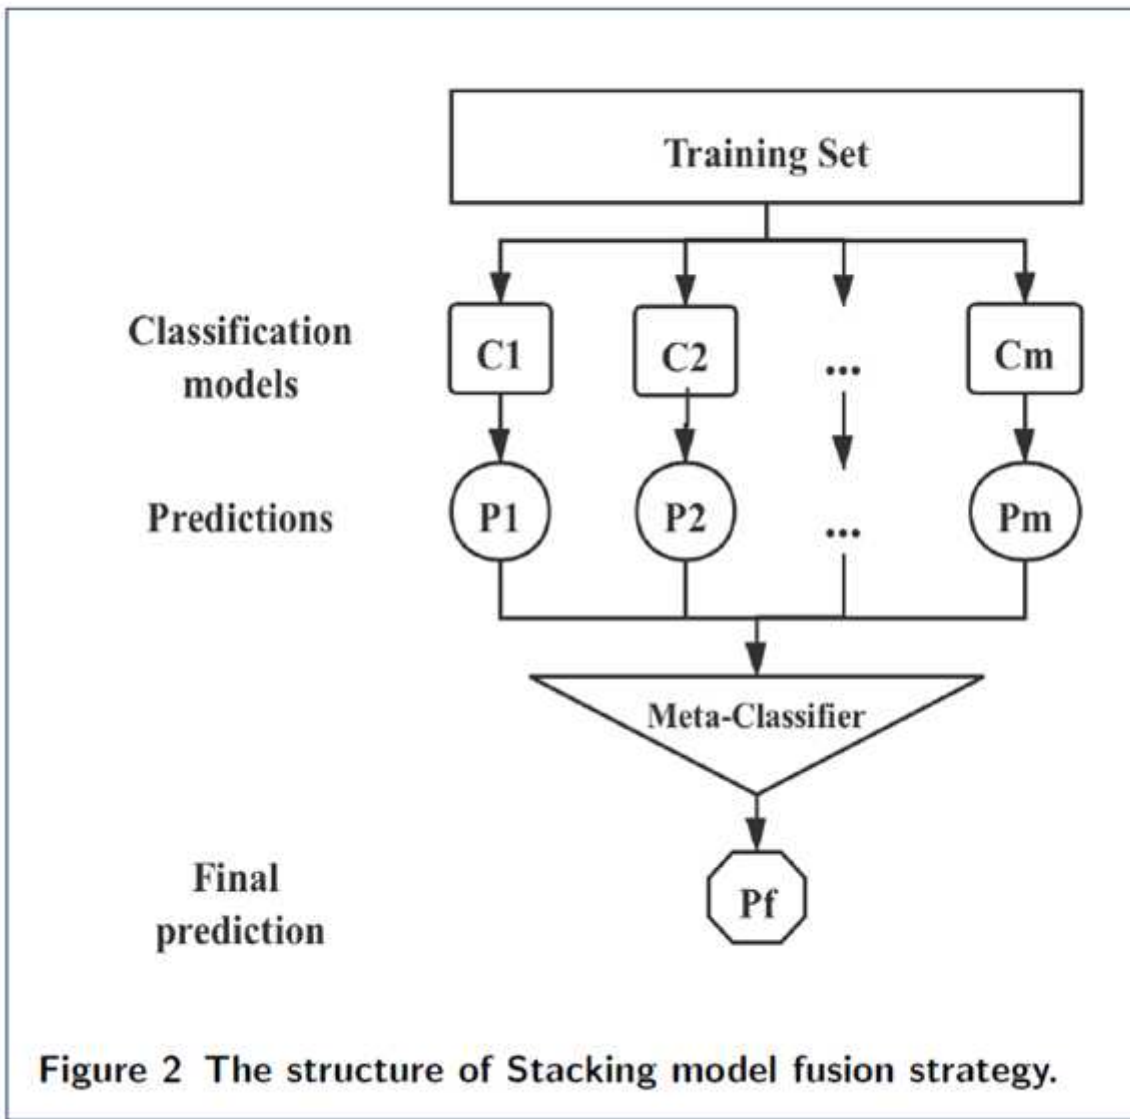 Training Set
Classification
models
C1 C2 ... Cm
Predictions
P1 P2 ... Pm
Meta-Classifier
Final
prediction
Pf
Figure 2 The structure of Stacking model fusion strategy.